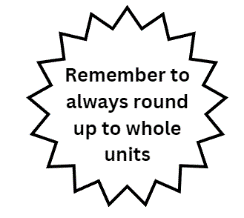 Remember to
always round
up to whole
units